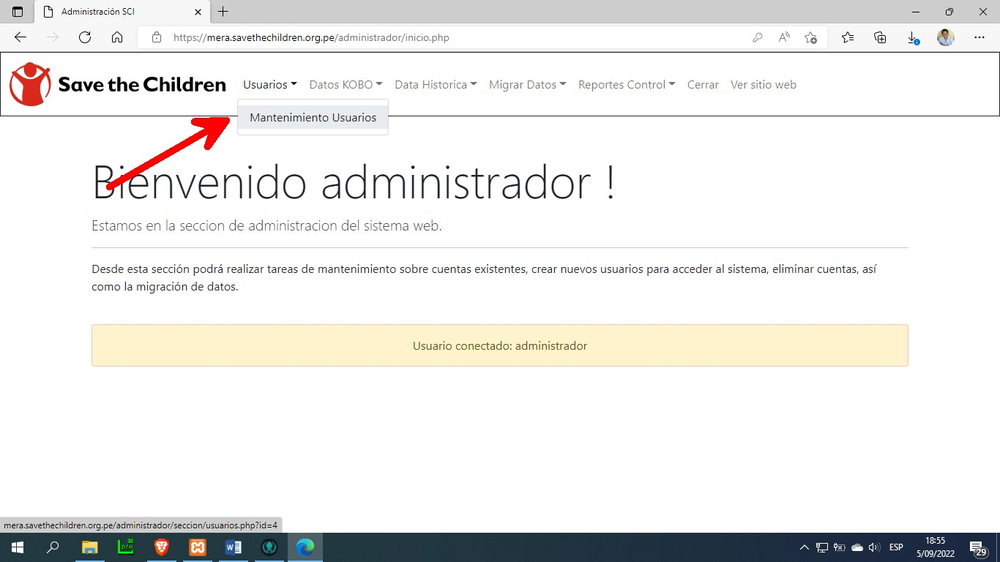 Administración SCI
https://mera.savethechildren.org.pe/administrador/inicio.php
Save the Children
Usuarios Datos KOBO Data Historica Migrar Datos Reportes Control Cerrar Ver sitio web
Mantenimiento Usuarios
Bienvenido administrador !
Estamos en la seccion de administracion del sistema web.
Desde esta sección podrá realizar tareas de mantenimiento sobre cuentas existentes, crear nuevos usuarios para acceder al sistema, eliminar cuentas, así
como la migración de datos.
Usuario conectado: administrador
mera.savethechildren.org.pe/administrador/seccion/usuarios.php?id=4
ESP
18:55
5/09/2022
29